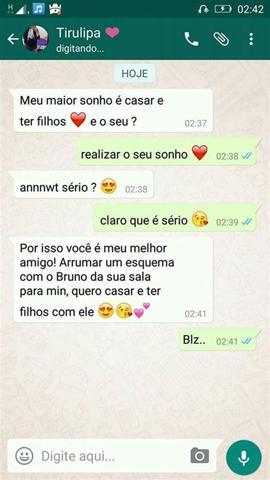 H 02:42
Tirulipa ❤
digitando...
HOJE
Meu maior sonho é casar e
ter filhos ❤ e o seu ?
02:37
realizar o seu sonho ❤ 02:38
annnwt sério ? 😍 02:38
claro que é sério 😘 02:39
Por isso você é meu melhor
amigo! Arrumar um esquema
com o Bruno da sua sala
para min, quero casar e ter
filhos com ele 😍😘💕
02:41
Blz.. 02:41
Digite aqui...